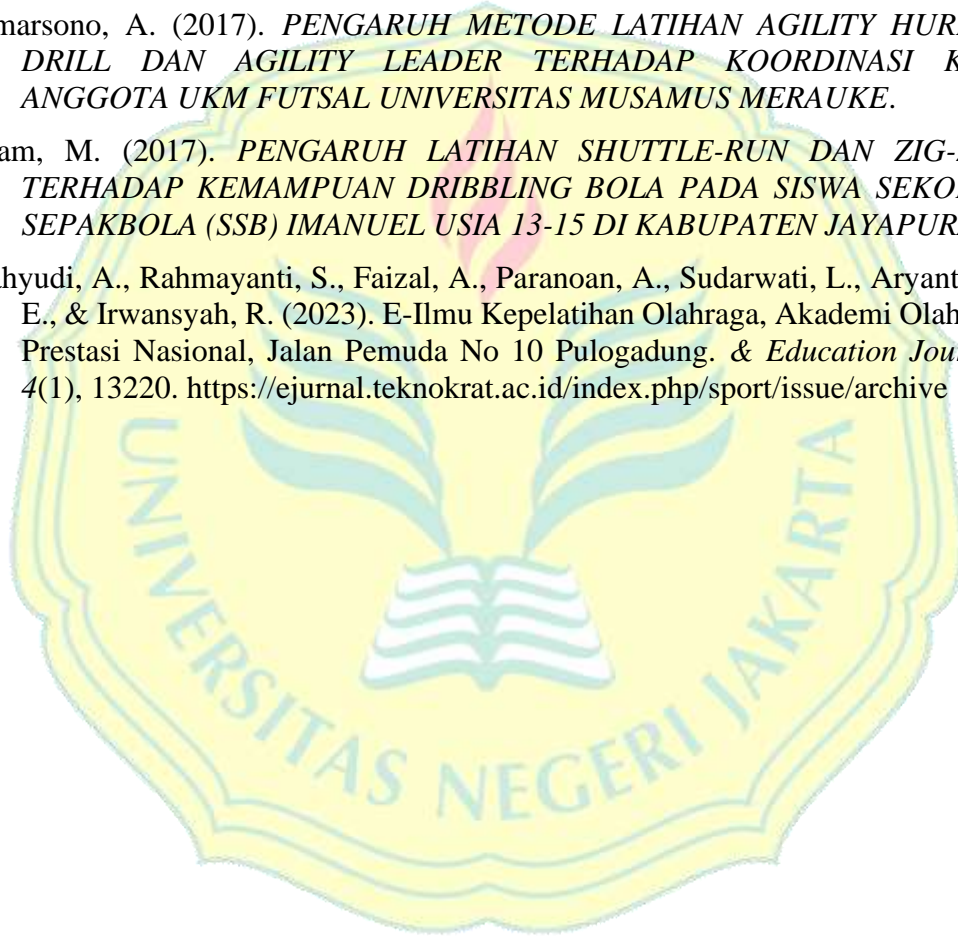 marsono, A. (2017). PENGARUH METODE LATIHAN AGILITY HUR
DRILL DAN AGILITY LEADER TERHADAP KOORDINASI K
ANGGOTA UKM FUTSAL UNIVERSITAS MUSAMUS MERAUKE.
am, M. (2017). PENGARUH LATIHAN SHUTTLE-RUN DAN ZIG-
TERHADAP KEMAMPUAN DRIBBLING BOLA PADA SISWA SEKO
SEPAKBOLA (SSB) IMANUEL USIA 13-15 DI KABUPATEN JAYAPUR
hyudi, A., Rahmayanti, S., Faizal, A., Paranoan, A., Sudarwati, L., Aryant
E., & Irwansyah, R. (2023). E-Ilmu Kepelatihan Olahraga, Akademi Olah
Prestasi Nasional, Jalan Pemuda No 10 Pulogadung. & Education Jou
4(1), 13220. https://ejurnal.teknokrat.ac.id/index.php/sport/issue/archive
UNIVERSITAS NEGERI JAKARTA